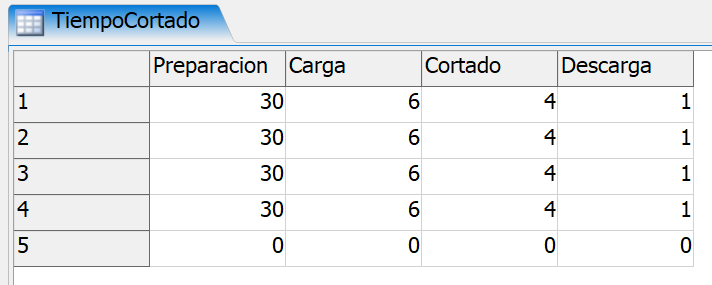 TiempoCortado
Preparacion Carga Cortado Descarga
1 30 6 4 1
2 30 6 4 1
3 30 6 4 1
4 30 6 4 1
5 0 0 0 0